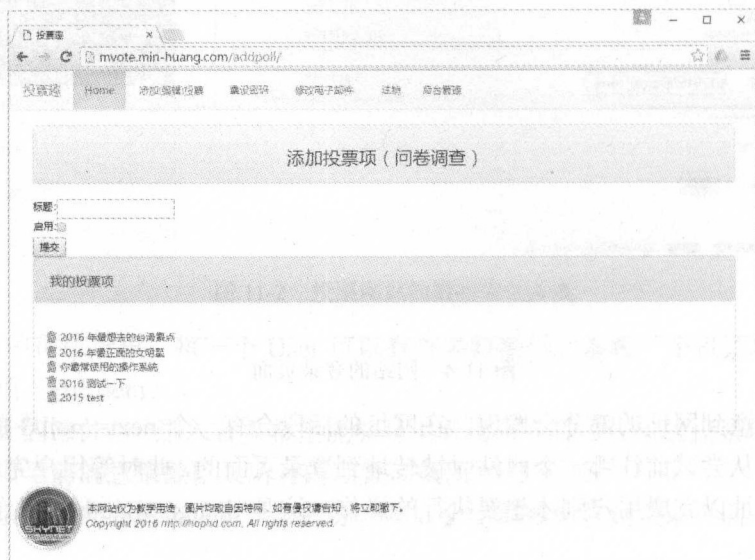 投票趣
mvote.min-huang.com/addpoll/
投票趣 Home 添加/编辑投票 重设密码 修改电子邮件 注销 后台管理
添加投票项（问卷调查）
标题:
启用:
提交
我的投票项
2016 年最想去的台湾景点
2016 年最正面的女明星
你最常使用的操作系統
2016 测试一下
2015 test
SKYNET
本网站仅为教学用途，图片均取自因特网，如有侵权请告知，将立即撤下。
Copyright 2016 http://hophd.com. All rights reserved.